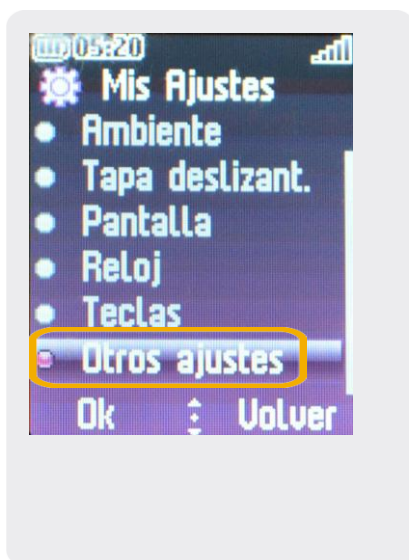 05:20
Mis Ajustes
Ambiente
Tapa deslizant.
Pantalla
Reloj
Teclas
Otros ajustes
Ok Volver